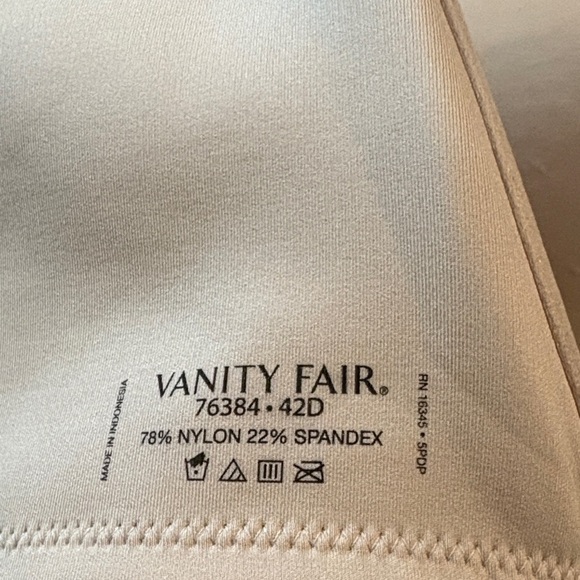 VANITY FAIR®
76384 • 42D
78% NYLON 22% SPANDEX
MADE IN INDONESIA
RN 16345 • 5PDP